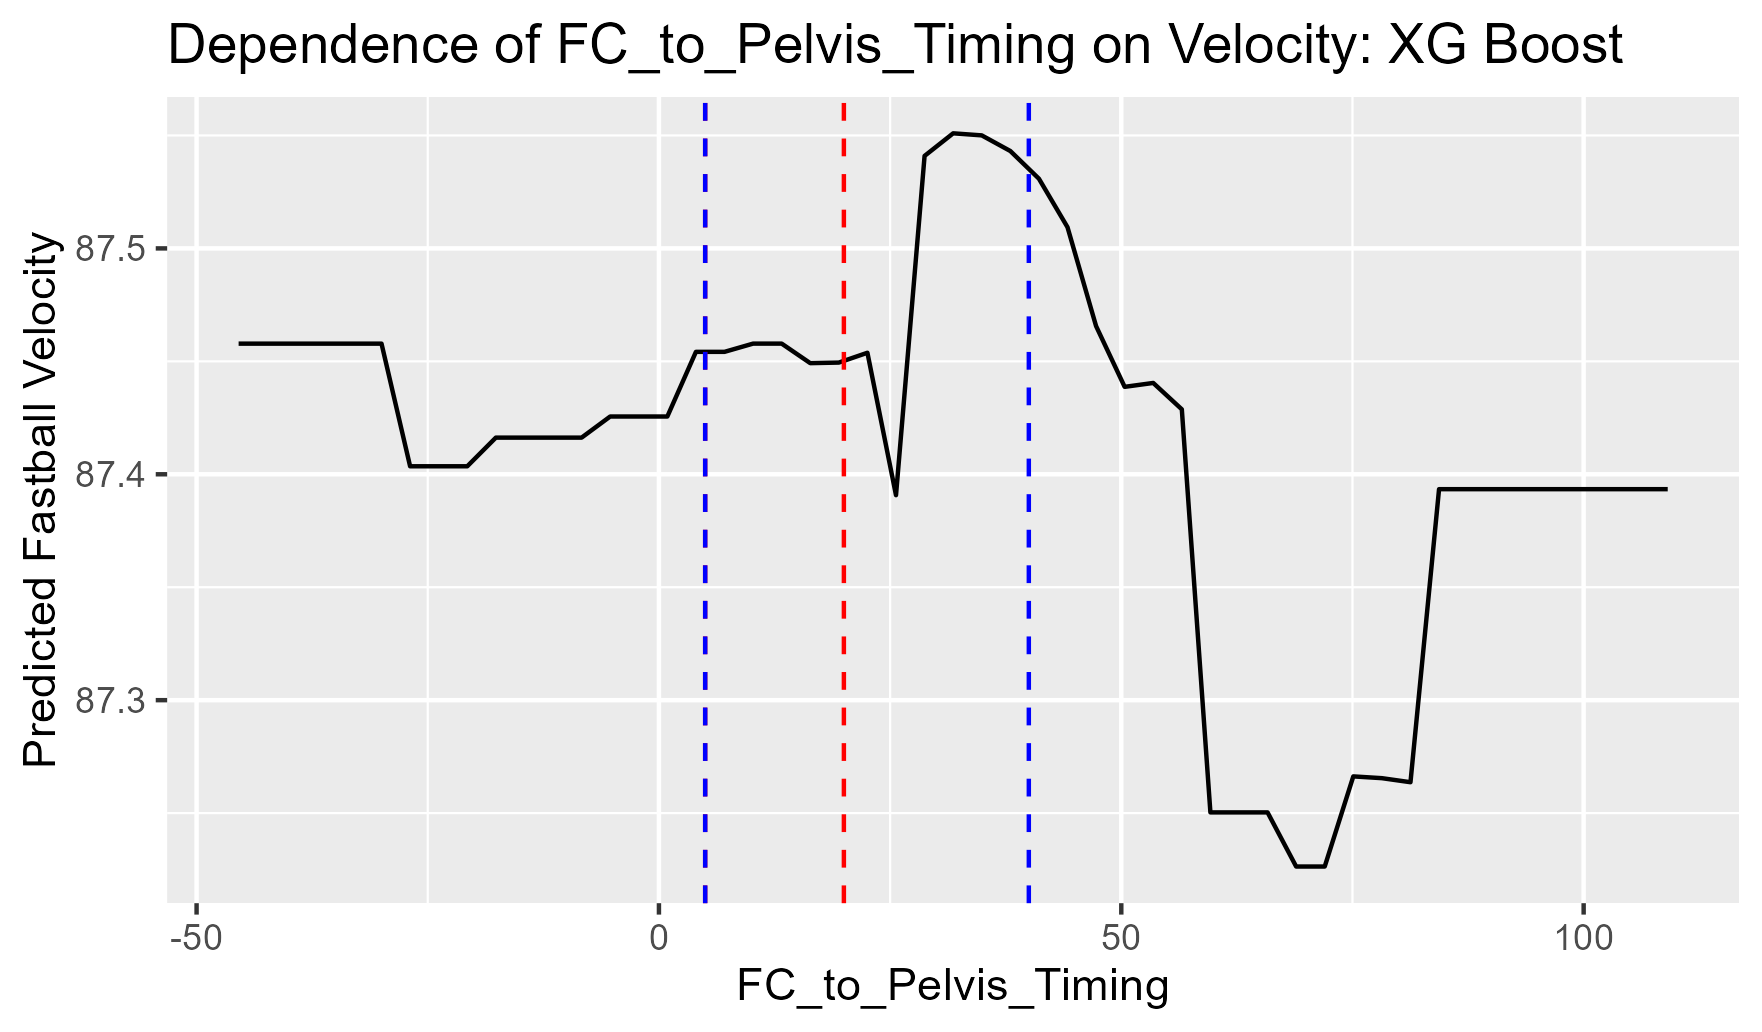 Dependence of FC_to_Pelvis_Timing on Velocity: XG Boost
Predicted Fastball Velocity
87.5
87.4
87.3
-50 0 50 100
FC_to_Pelvis_Timing